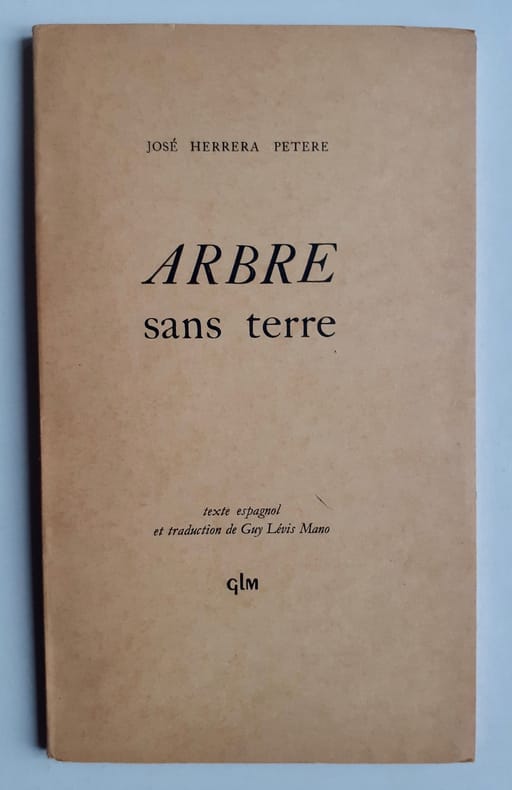 JOSÉ HERRERA PETERE
ARBRE
sans terre
texte espagnol
et traduction de Guy Lévis Mano
glm